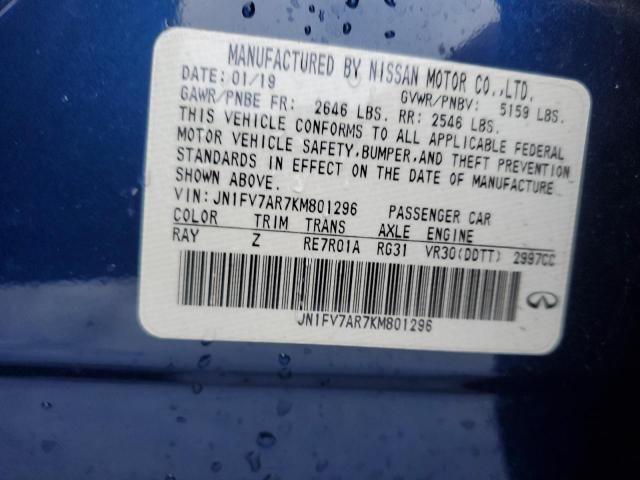 MANUFACTURED BY NISSAN MOTOR CO.,LTD.
DATE: 01/19 GVWR/PNBV: 5159 LBS.
GAWR/PNBE FR: 2646 LBS. RR: 2546 LBS.
THIS VEHICLE CONFORMS TO ALL APPLICABLE FEDERAL
MOTOR VEHICLE SAFETY,BUMPER,AND THEFT PREVENTION
STANDARDS IN EFFECT ON THE DATE OF MANUFACTURE
SHOWN ABOVE.
VIN:JN1FV7AR7KM801296 PASSENGER CAR
COLOR TRIM TRANS AXLE ENGINE
RAY Z RE7R01A RG31 VR30(DDTT) 2997CC
JN1FV7AR7KM801296